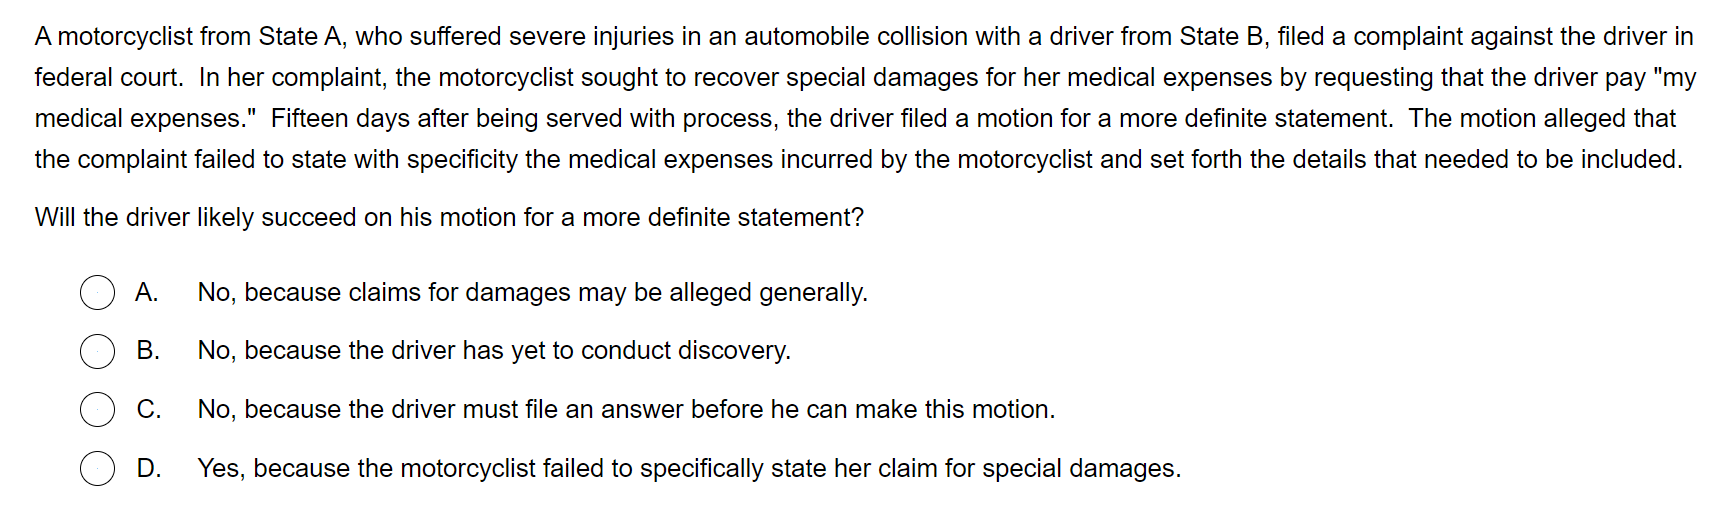 A motorcyclist from State A, who suffered severe injuries in an automobile collision with a driver from State B, filed a complaint against the driver in
federal court.  In her complaint, the motorcyclist sought to recover special damages for her medical expenses by requesting that the driver pay "my
medical expenses."  Fifteen days after being served with process, the driver filed a motion for a more definite statement.  The motion alleged that
the complaint failed to state with specificity the medical expenses incurred by the motorcyclist and set forth the details that needed to be included.
Will the driver likely succeed on his motion for a more definite statement?
A. No, because claims for damages may be alleged generally.
B. No, because the driver has yet to conduct discovery.
C. No, because the driver must file an answer before he can make this motion.
D. Yes, because the motorcyclist failed to specifically state her claim for special damages.